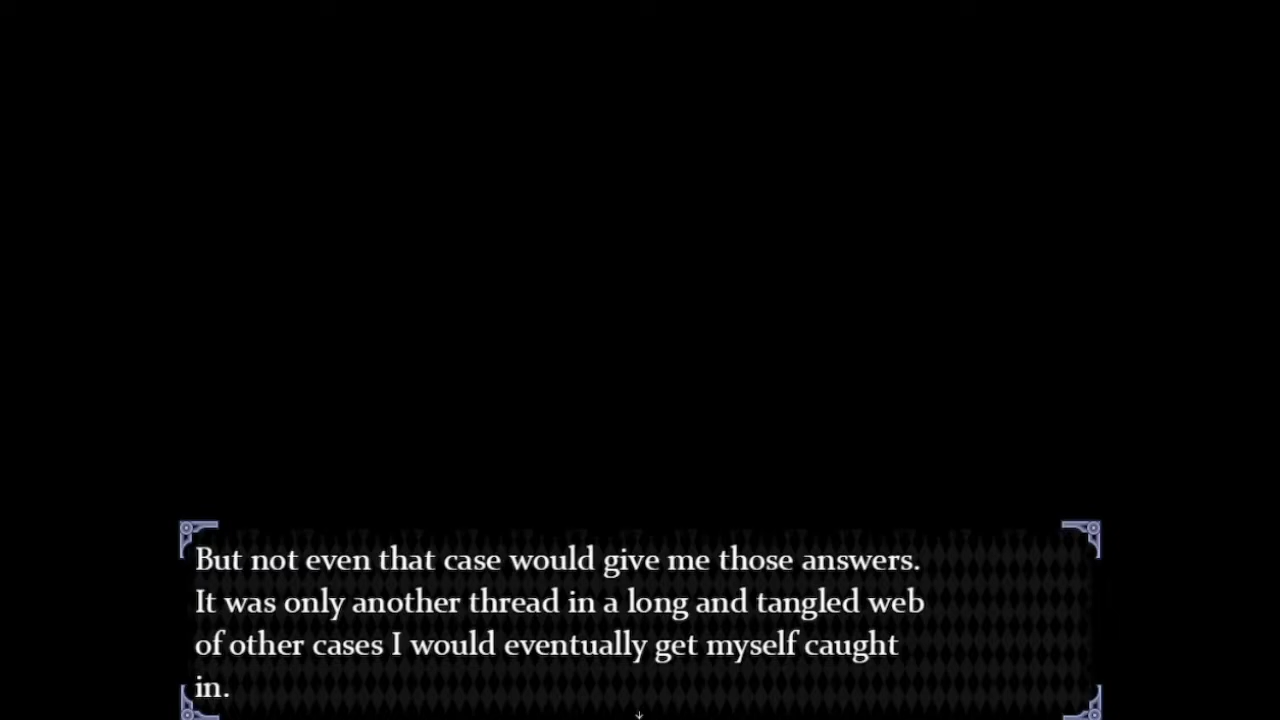 But not even that case would give me those answers.
It was only another thread in a long and tangled web
of other cases I would eventually get myself caught
in.